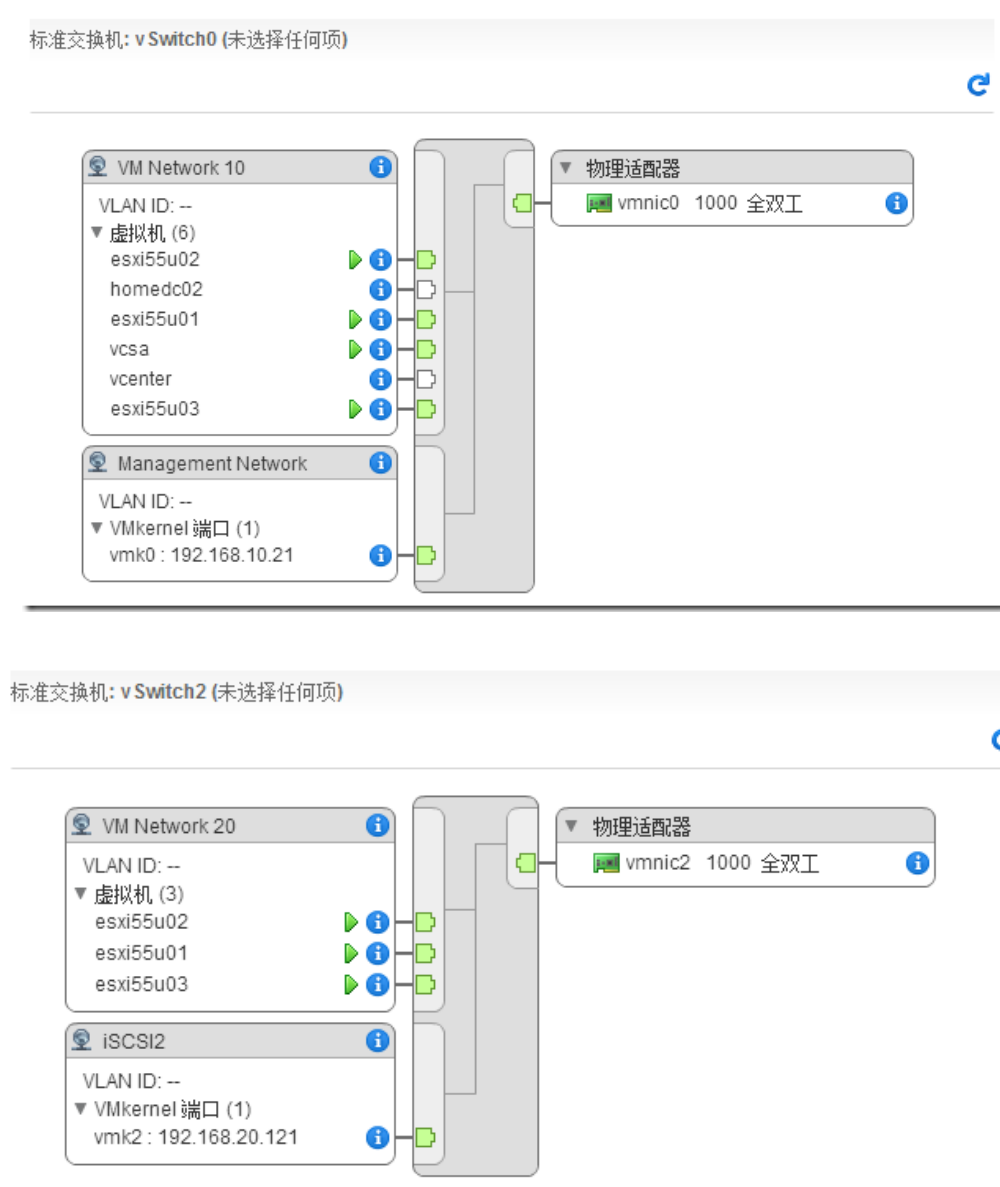 标准交换机: vSwitch0 (未选择任何项)
VM Network 10
VLAN ID: --
虚拟机 (6)
esxi55u02
homedc02
esxi55u01
vcsa
vcenter
esxi55u03
Management Network
VLAN ID: --
VMkernel 端口 (1)
vmk0 : 192.168.10.21
物理适配器
vmnic0 1000 全双工
标准交换机: vSwitch2 (未选择任何项)
VM Network 20
VLAN ID: --
虚拟机 (3)
esxi55u02
esxi55u01
esxi55u03
iSCSI2
VLAN ID: --
VMkernel 端口 (1)
vmk2 : 192.168.20.121
物理适配器
vmnic2 1000 全双工